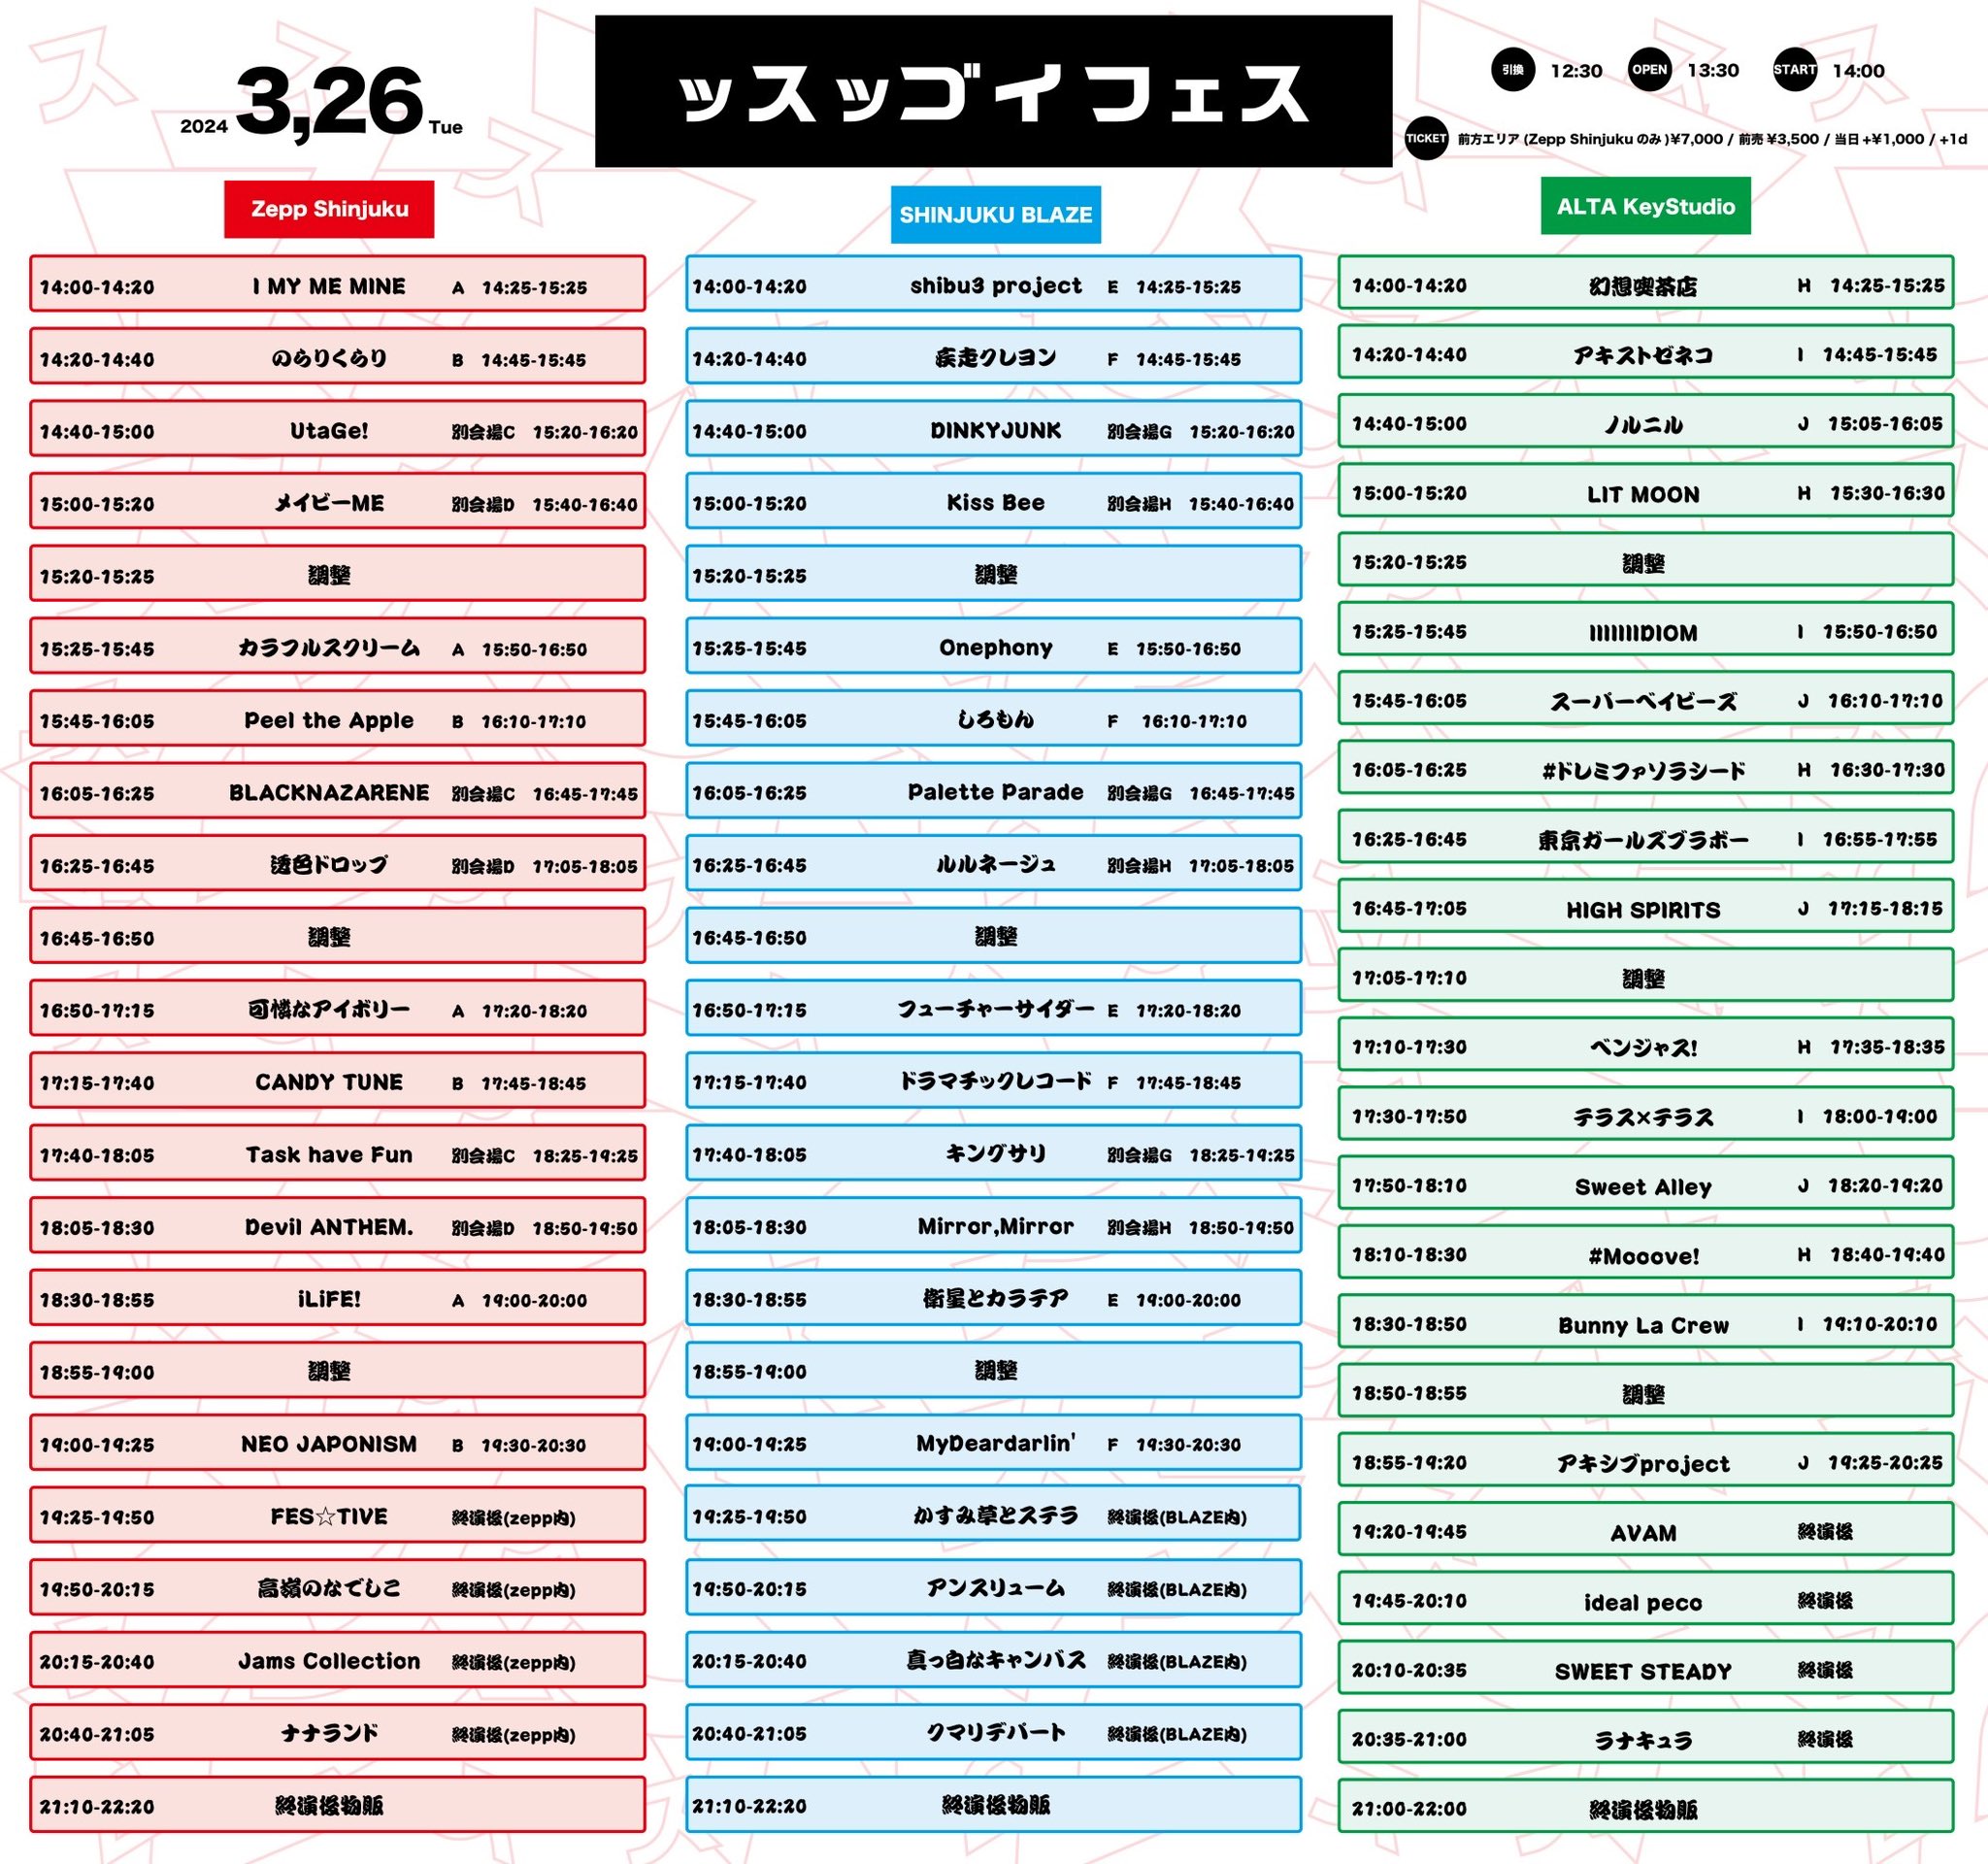 2024 3,26 Tue
ッスッゴイフェス
引換 12:30 OPEN 13:30 START 14:00
TICKET 前方エリア (Zepp Shinjuku のみ )¥7,000 / 前売 ¥3,500 / 当日 +¥1,000 / +1d
Zepp Shinjuku
14:00-14:20 I MY ME MINE A 14:25-15:25
14:20-14:40 のらりくらり B 14:45-15:45
14:40-15:00 UtaGe! 別会場C 15:20-16:20
15:00-15:20 メイビーME 別会場D 15:40-16:40
15:20-15:25 調整
15:25-15:45 カラフルスクリーム A 15:50-16:50
15:45-16:05 Peel the Apple B 16:10-17:10
16:05-16:25 BLACKNAZARENE 別会場C 16:45-17:45
16:25-16:45 透色ドロップ 別会場D 17:05-18:05
16:45-16:50 調整
16:50-17:15 可憐なアイボリー A 17:20-18:20
17:15-17:40 CANDY TUNE B 17:45-18:45
17:40-18:05 Task have Fun 別会場C 18:25-19:25
18:05-18:30 Devil ANTHEM. 別会場D 18:50-19:50
18:30-18:55 iLiFE! A 19:00-20:00
18:55-19:00 調整
19:00-19:25 NEO JAPONISM B 19:30-20:30
19:25-19:50 FES☆TIVE 終演後(zepp内)
19:50-20:15 高嶺のなでしこ 終演後(zepp内)
20:15-20:40 Jams Collection 終演後(zepp内)
20:40-21:05 ナナランド 終演後(zepp内)
21:10-22:20 終演後物販
SHINJUKU BLAZE
14:00-14:20 shibu3 project E 14:25-15:25
14:20-14:40 疾走クレヨン F 14:45-15:45
14:40-15:00 DINKYJUNK 別会場G 15:20-16:20
15:00-15:20 Kiss Bee 別会場H 15:40-16:40
15:20-15:25 調整
15:25-15:45 Onephony E 15:50-16:50
15:45-16:05 しろもん F 16:10-17:10
16:05-16:25 Palette Parade 別会場G 16:45-17:45
16:25-16:45 ルルネージュ 別会場H 17:05-18:05
16:45-16:50 調整
16:50-17:15 フューチャーサイダー E 17:20-18:20
17:15-17:40 ドラマチックレコード F 17:45-18:45
17:40-18:05 キングサリ 別会場G 18:25-19:25
18:05-18:30 Mirror,Mirror 別会場H 18:50-19:50
18:30-18:55 衛星とカラテア E 19:00-20:00
18:55-19:00 調整
19:00-19:25 MyDeardarlin' F 19:30-20:30
19:25-19:50 かすみ草とステラ 終演後(BLAZE内)
19:50-20:15 アンスリューム 終演後(BLAZE内)
20:15-20:40 真っ白なキャンバス 終演後(BLAZE内)
20:40-21:05 クマリデパート 終演後(BLAZE内)
21:10-22:20 終演後物販
ALTA KeyStudio
14:00-14:20 幻想喫茶店 H 14:25-15:25
14:20-14:40 アキストゼネコ I 14:45-15:45
14:40-15:00 ノルニル J 15:05-16:05
15:00-15:20 LIT MOON H 15:30-16:30
15:20-15:25 調整
15:25-15:45 IIIIIIIDIOM I 15:50-16:50
15:45-16:05 スーパーベイビーズ J 16:10-17:10
16:05-16:25 #ドレミファソラシード H 16:30-17:30
16:25-16:45 東京ガールズブラボー I 16:55-17:55
16:45-17:05 HIGH SPIRITS J 17:15-18:15
17:05-17:10 調整
17:10-17:30 ベンジャス! H 17:35-18:35
17:30-17:50 テラス×テラス I 18:00-19:00
17:50-18:10 Sweet Alley J 18:20-19:20
18:10-18:30 #Mooove! H 18:40-19:40
18:30-18:50 Bunny La Crew I 19:10-20:10
18:50-18:55 調整
18:55-19:20 アキシブproject J 19:25-20:25
19:20-19:45 AVAM 終演後
19:45-20:10 ideal peco 終演後
20:10-20:35 SWEET STEADY 終演後
20:35-21:00 ラナキュラ 終演後
21:00-22:00 終演後物販